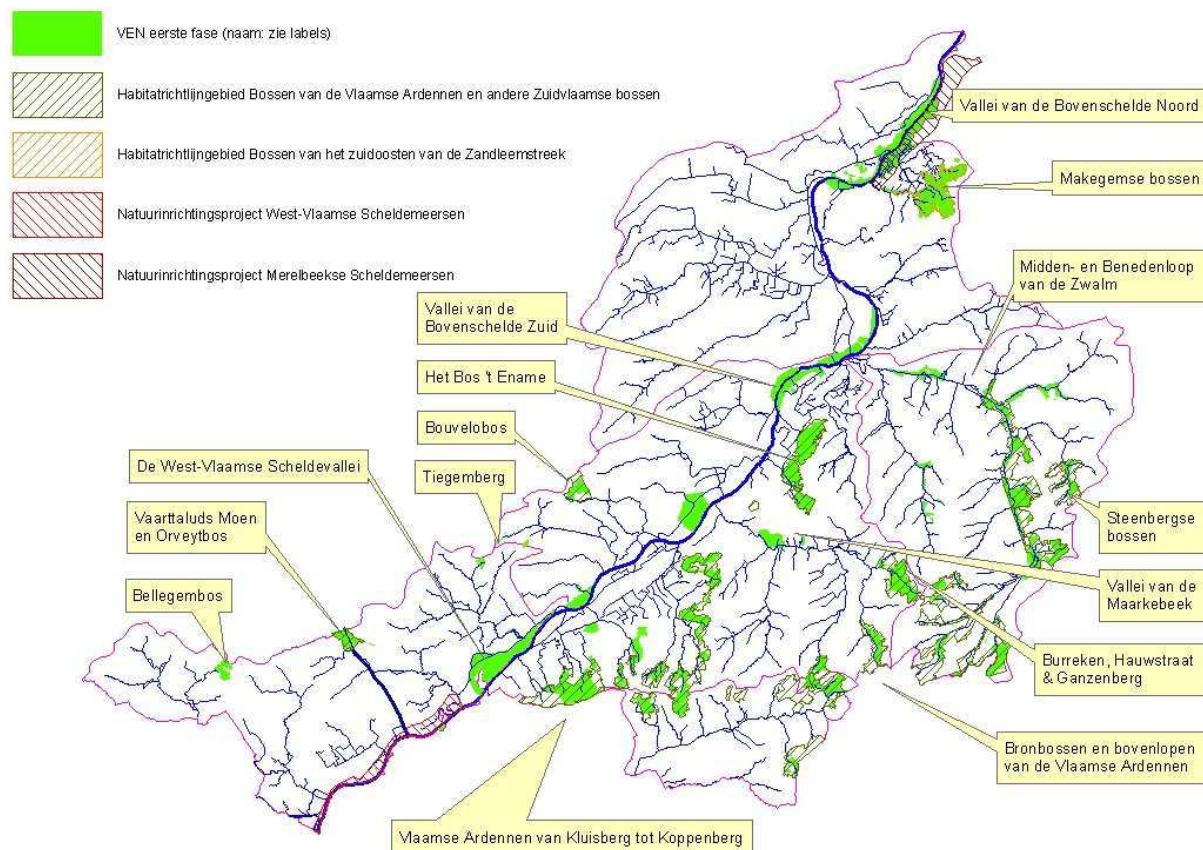 VEN eerste fase (naam: zie labels)
Habitatrichtlijngebied Bossen van de Vlaamse Ardennen en andere Zuidvlaamse bossen
Habitatrichtlijngebied Bossen van het zuidoosten van de Zandleemstreek
Natuurinrichtingsproject West-Vlaamse Scheldemeersen
Natuurinrichtingsproject Merelbeekse Scheldemeersen
Vallei van de Bovenschelde Noord
Makegemse bossen
Midden- en Benedenloop
van de Zwalm
Vallei van de
Bovenschelde Zuid
Het Bos 't Ename
Bouvelobos
De West-Vlaamse Scheldevallei
Tiegemberg
Vaarttaluds Moen
en Orveytbos
Bellegembos
Steenbergse
bossen
Vallei van de
Maarkebeek
Burreken, Hauwstraat
& Ganzenberg
Bronbossen en bovenlopen
van de Vlaamse Ardennen
Vlaamse Ardennen van Kluisberg tot Koppenberg